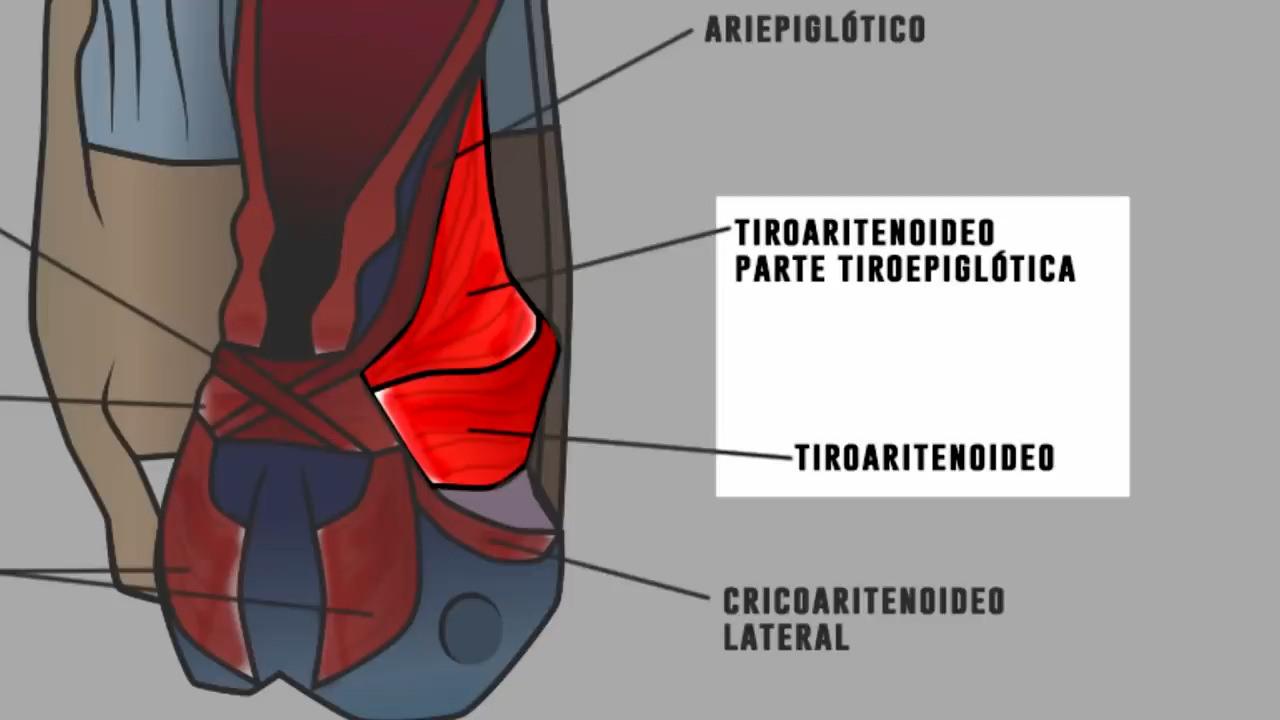 ARIEPIGLÓTICO
TIROARITENOIDEO
PARTE TIROEPIGLÓTICA
TIROARITENOIDEO
CRICOARITENOIDEO
LATERAL